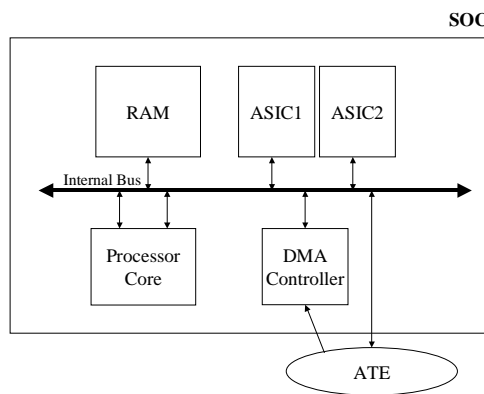 SOC
RAM
ASIC1
ASIC2
Internal Bus
Processor
Core
DMA
Controller
ATE